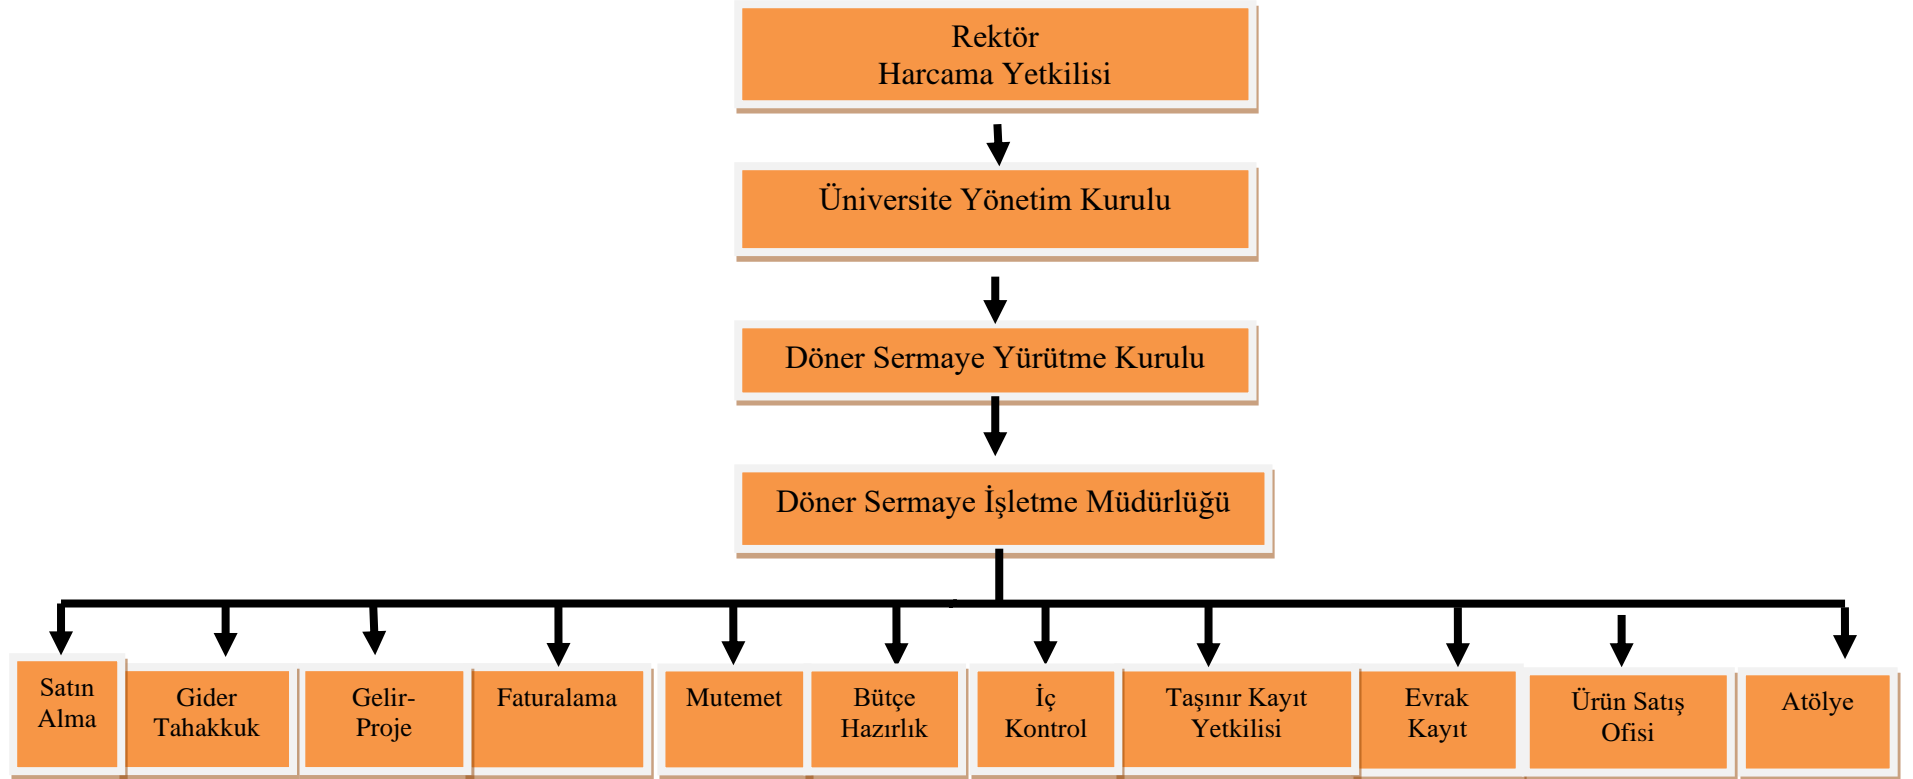 Rektör
Harcama Yetkilisi
Üniversite Yönetim Kurulu
Döner Sermaye Yürütme Kurulu
Döner Sermaye İşletme Müdürlüğü
Satın
Alma
Gider
Tahakkuk
Gelir-
Proje
Faturalama
Mutemet
Bütçe
Hazırlık
İç
Kontrol
Taşınır Kayıt
Yetkilisi
Evrak
Kayıt
Ürün Satış
Ofisi
Atölye